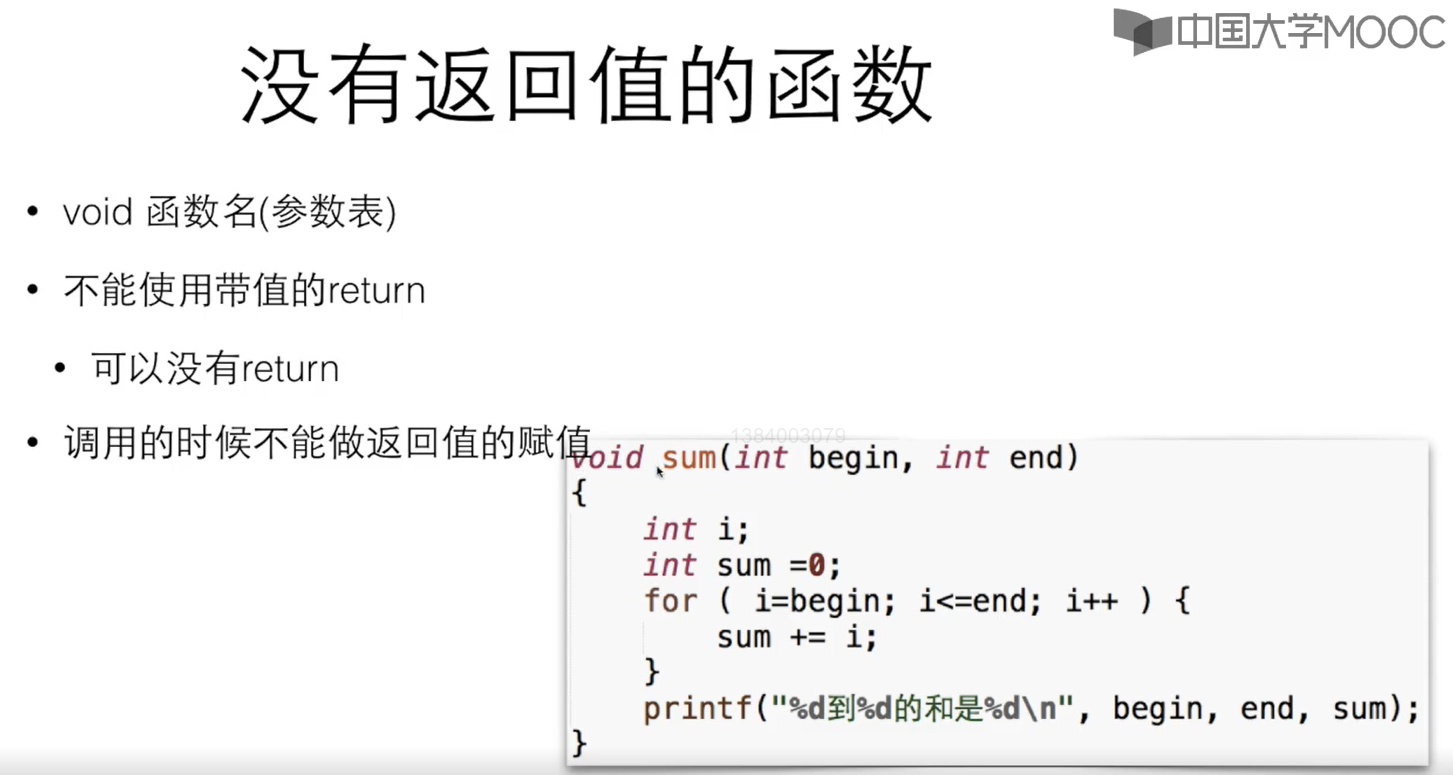 中国大学MOOC
没有返回值的函数
• void 函数名(参数表)
• 不能使用带值的return
• 可以没有return
• 调用的时候不能做返回值的赋值
1384003079
void sum(int begin, int end)
{
    int i;
    int sum =0;
    for ( i=begin; i<=end; i++ ) {
        sum += i;
    }
    printf("%d到%d的和是%d\n", begin, end, sum);
}